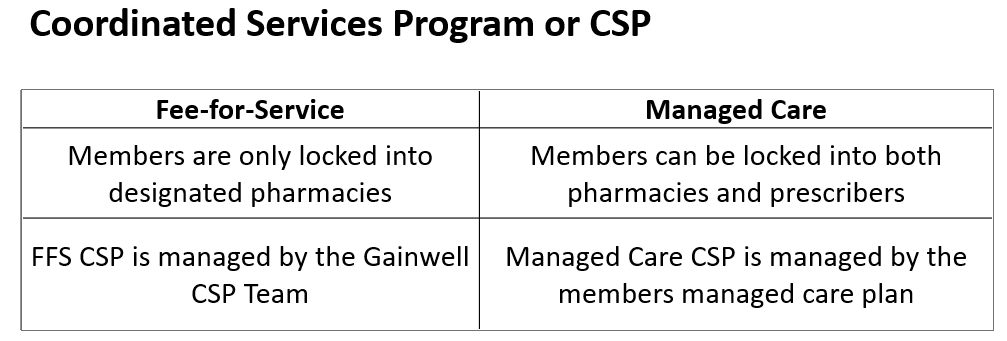 Coordinated Services Program or CSP
Fee-for-Service
Managed Care
Members are only locked into
designated pharmacies
Members can be locked into both
pharmacies and prescribers
FFS CSP is managed by the Gainwell
CSP Team
Managed Care CSP is managed by the
members managed care plan